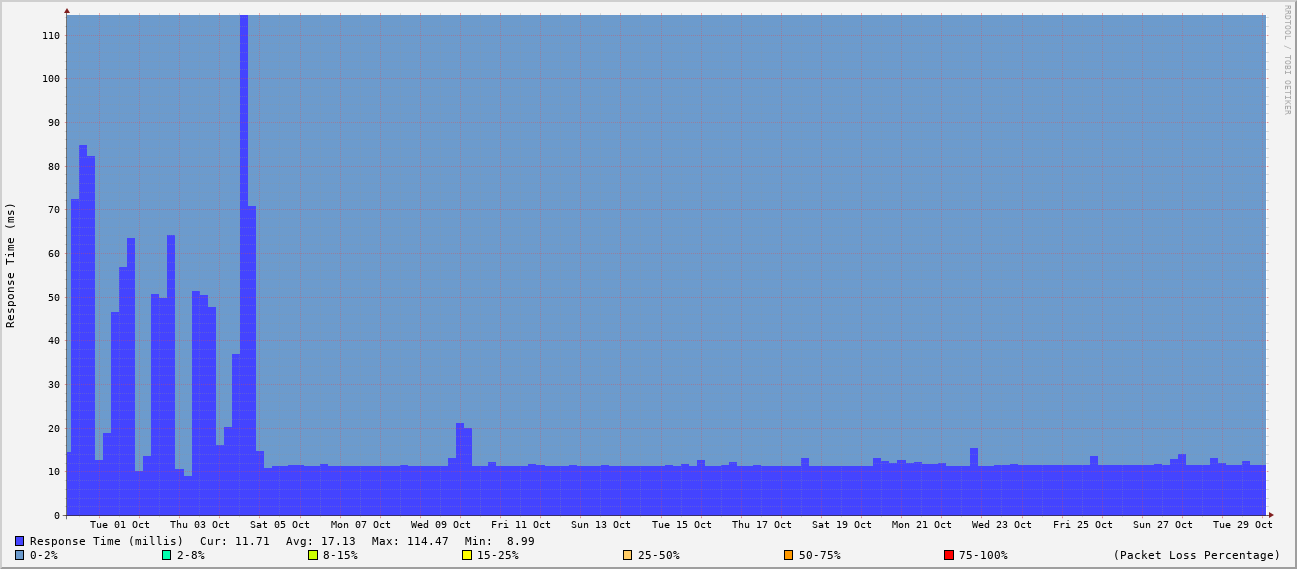 RRDTOOL / TOBI OETIKER
Response Time (ms)
110
100
90
80
70
60
50
40
30
20
10
0
Tue 01 Oct Thu 03 Oct Sat 05 Oct Mon 07 Oct Wed 09 Oct Fri 11 Oct Sun 13 Oct Tue 15 Oct Thu 17 Oct Sat 19 Oct Mon 21 Oct Wed 23 Oct Fri 25 Oct Sun 27 Oct Tue 29 Oct
Response Time (millis) Cur: 11.71 Avg: 17.13 Max: 114.47 Min: 8.99
0-2% 2-8% 8-15% 15-25% 25-50% 50-75% 75-100% (Packet Loss Percentage)